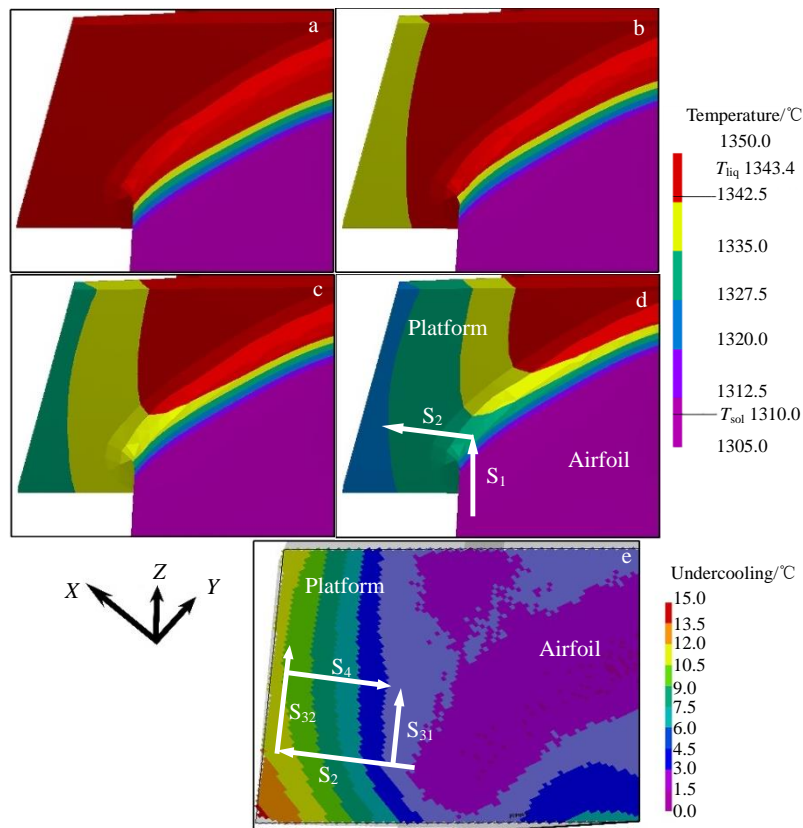 a
b
Temperature/℃
1350.0
Tliq 1343.4
1342.5
1335.0
1327.5
1320.0
1312.5
Tsol 1310.0
1305.0
c
d
Platform
S2
S1
Airfoil
e
Platform
Airfoil
S4
S32
S31
S2
X
Z
Y
Undercooling/℃
15.0
13.5
12.0
10.5
9.0
7.5
6.0
4.5
3.0
1.5
0.0